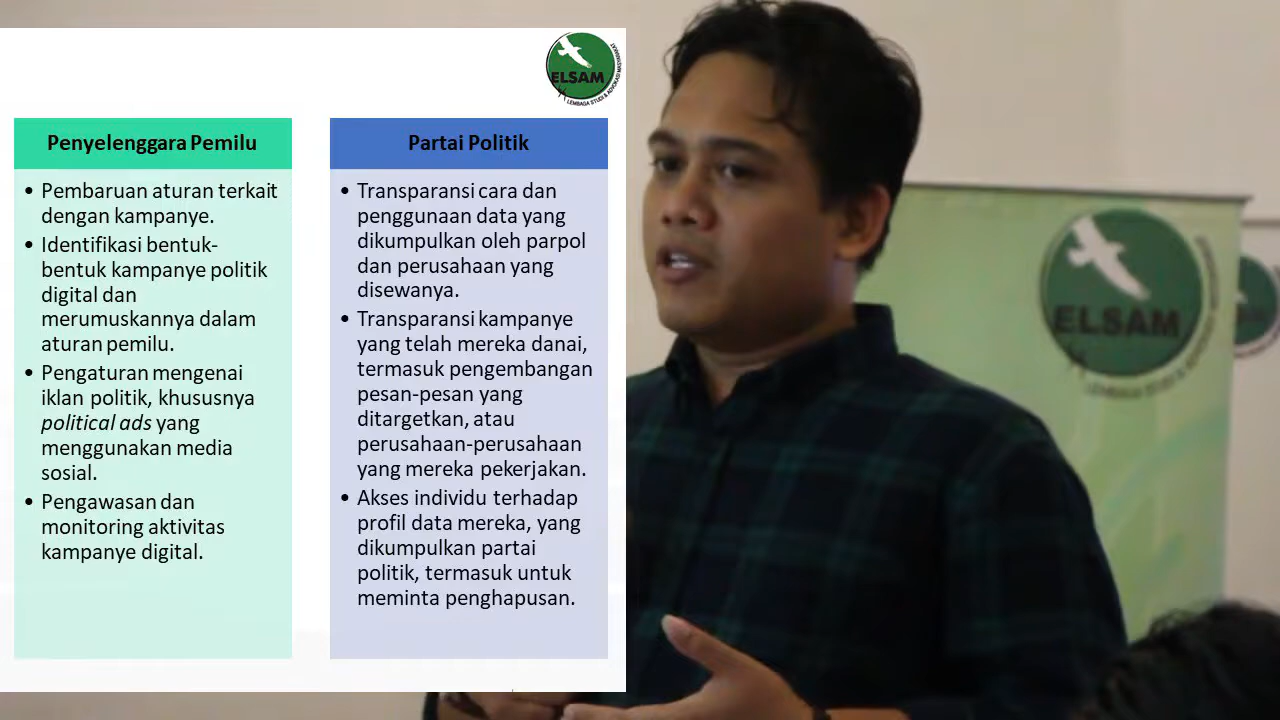 ELSAM
LEMBAGA STUDI & ADVOKASI MASYARAKAT
Penyelenggara Pemilu
• Pembaruan aturan terkait
dengan kampanye.
• Identifikasi bentuk-
bentuk kampanye politik
digital dan
merumuskannya dalam
aturan pemilu.
• Pengaturan mengenai
iklan politik, khususnya
political ads yang
menggunakan media
sosial.
• Pengawasan dan
monitoring aktivitas
kampanye digital.
Partai Politik
• Transparansi cara dan
penggunaan data yang
dikumpulkan oleh parpol
dan perusahaan yang
disewanya.
• Transparansi kampanye
yang telah mereka danai,
termasuk pengembangan
pesan-pesan yang
ditargetkan, atau
perusahaan-perusahaan
yang mereka pekerjakan.
• Akses individu terhadap
profil data mereka, yang
dikumpulkan partai
politik, termasuk untuk
meminta penghapusan.
ELSAM